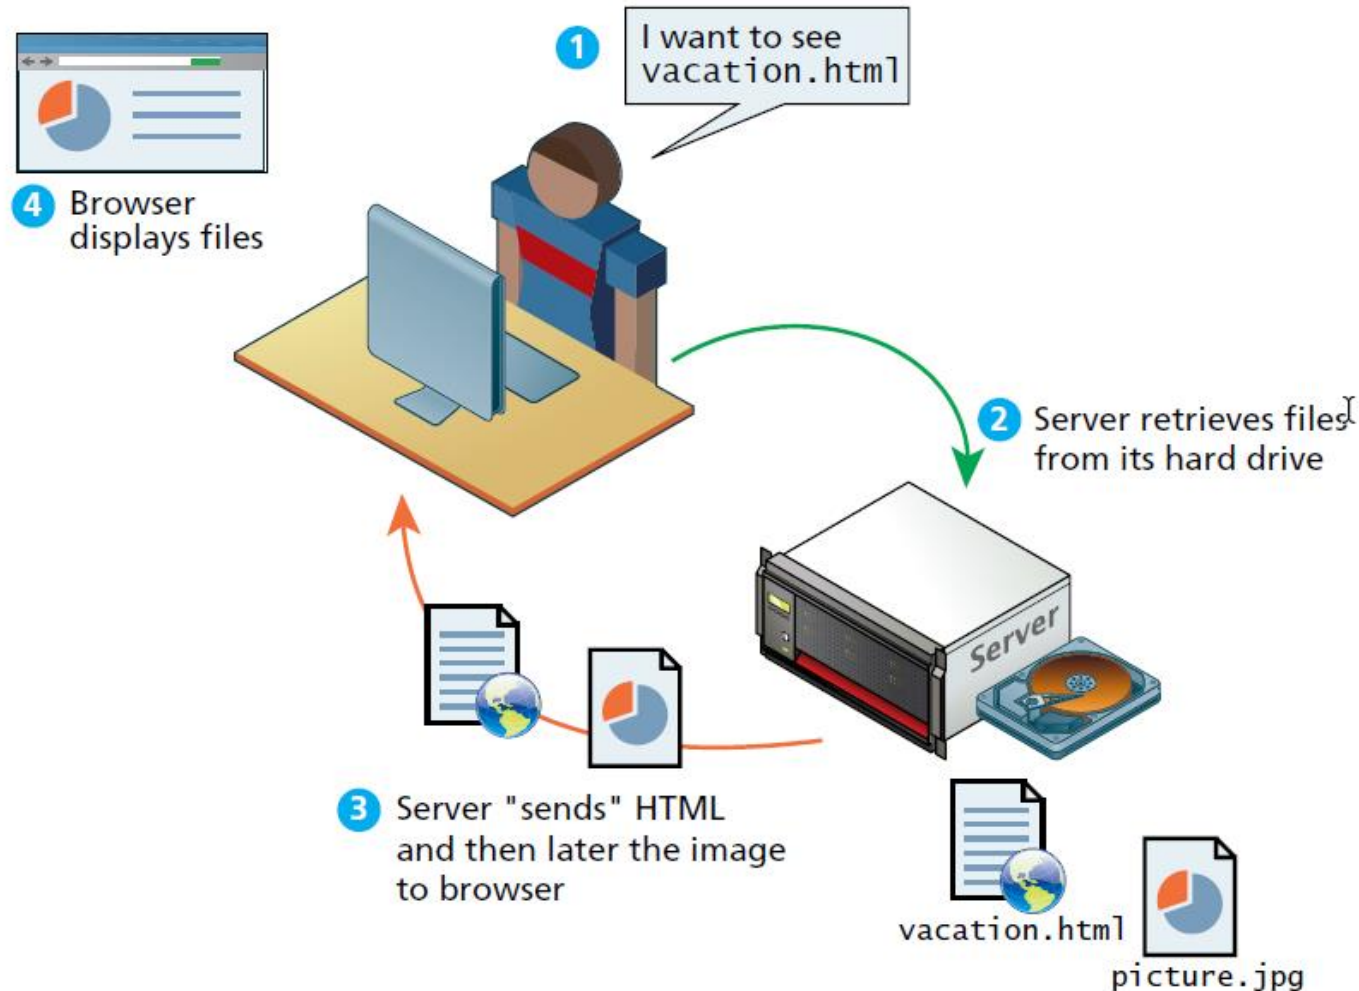 1
I want to see
vacation.html
4
Browser
displays files
2
Server retrieves files
from its hard drive
Server
3
Server "sends" HTML
and then later the image
to browser
vacation.html
picture.jpg